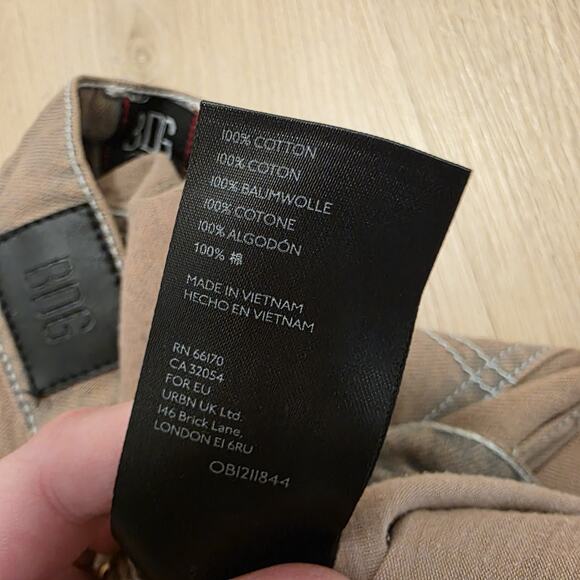 BDG
BDG
100% COTTON
100% COTON
100% BAUMWOLLE
100% COTONE
100% ALGODÓN
100% 棉
MADE IN VIETNAM
HECHO EN VIETNAM
RN 66170
CA 32054
FOR EU
URBN UK Ltd.
146 Brick Lane,
LONDON E1 6RU
OB1211844